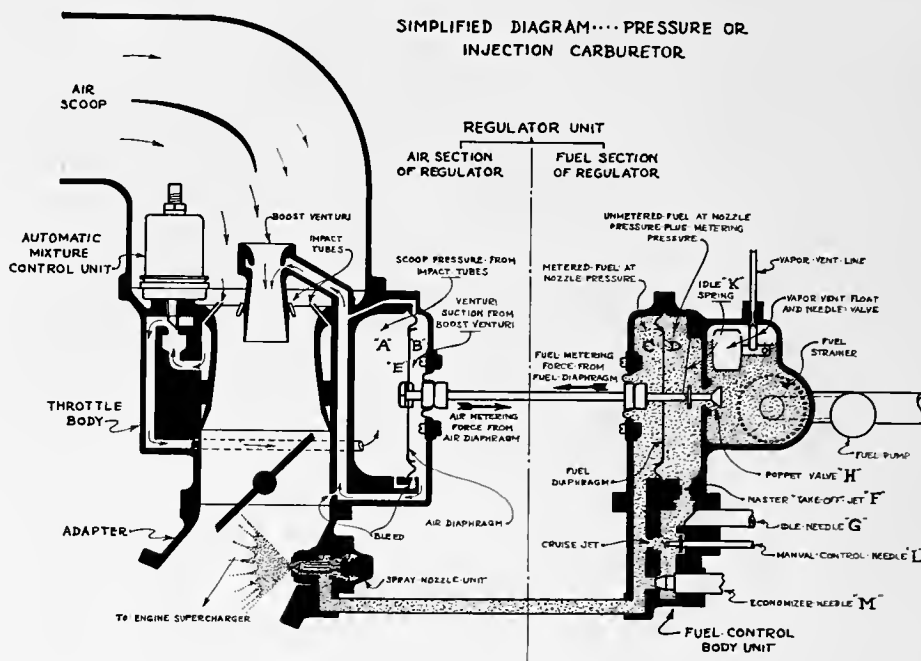 SIMPLIFIED DIAGRAM···· PRESSURE OR
INJECTION CARBURETOR
AIR
SCOOP
REGULATOR UNIT
AIR SECTION
OF REGULATOR
FUEL SECTION
OF REGULATOR
BOOST VENTURI
IMPACT
TUBES
AUTOMATIC
MIXTURE
CONTROL UNIT
SCOOP PRESSURE FROM
IMPACT TUBES
VENTURI
SUCTION FROM
BOOST VENTURI
UNMETERED·FUEL AT NOZZLE
PRESSURE PLUS METERING
PRESSURE
METERED·FUEL AT
NOZZLE PRESSURE
IDLE "K"
SPRING
VAPOR·VENT·LINE
VAPOR VENT FLOAT
AND NEEDLE·VALVE
FUEL
STRAINER
"A"
"B"
"E"
C
D
FUEL METERING
FORCE FROM
FUEL DIAPHRAGM
AIR METERING
FORCE FROM
AIR DIAPHRAGM
THROTTLE
BODY
FUEL·PUMP
POPPET VALVE "H"
FUEL
DIAPHRAGM
MASTER "TAKE-OFF" JET "F"
IDLE·NEEDLE "G"
ADAPTER
AIR DIAPHRAGM
BLEED
CRUISE JET
MANUAL·CONTROL·NEEDLE "L"
SPRAY·NOZZLE·UNIT
ECONOMIZER·NEEDLE "M"
TO ENGINE SUPERCHARGER
FUEL·CONTROL
BODY UNIT